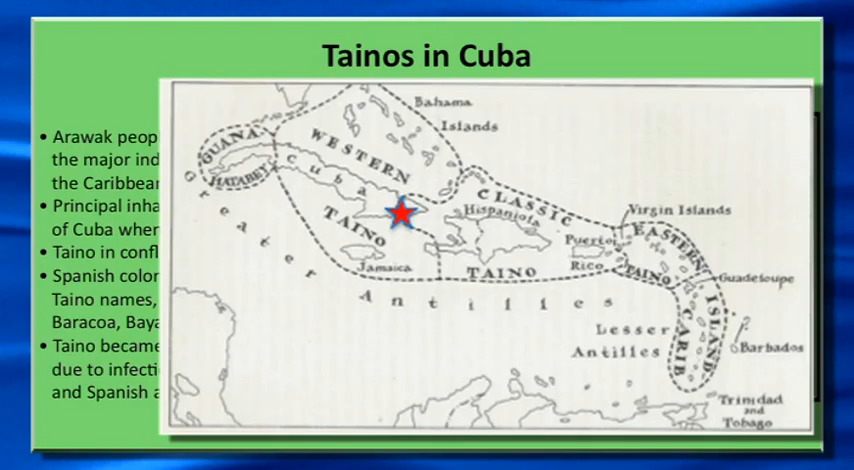 Tainos in Cuba
• Arawak peop
the major ind
the Caribbean
• Principal inha
of Cuba wher
• Taino in confl
• Spanish color
Taino names,
Baracoa, Baya
• Taino became
due to infecti
and Spanish a
Bahama
Islands
GUANA
HATABEY
WESTERN
Cuba
TAINO
Jamaica
CLASSIC
Hispaniola
TAINO
Puerto
Rico
Virgin Islands
EASTERN
TAINO
Guadeloupe
ISLAND
CARIB
Greater
Antilles
Lesser
Antilles
Barbados
Trinidad
and
Tobago